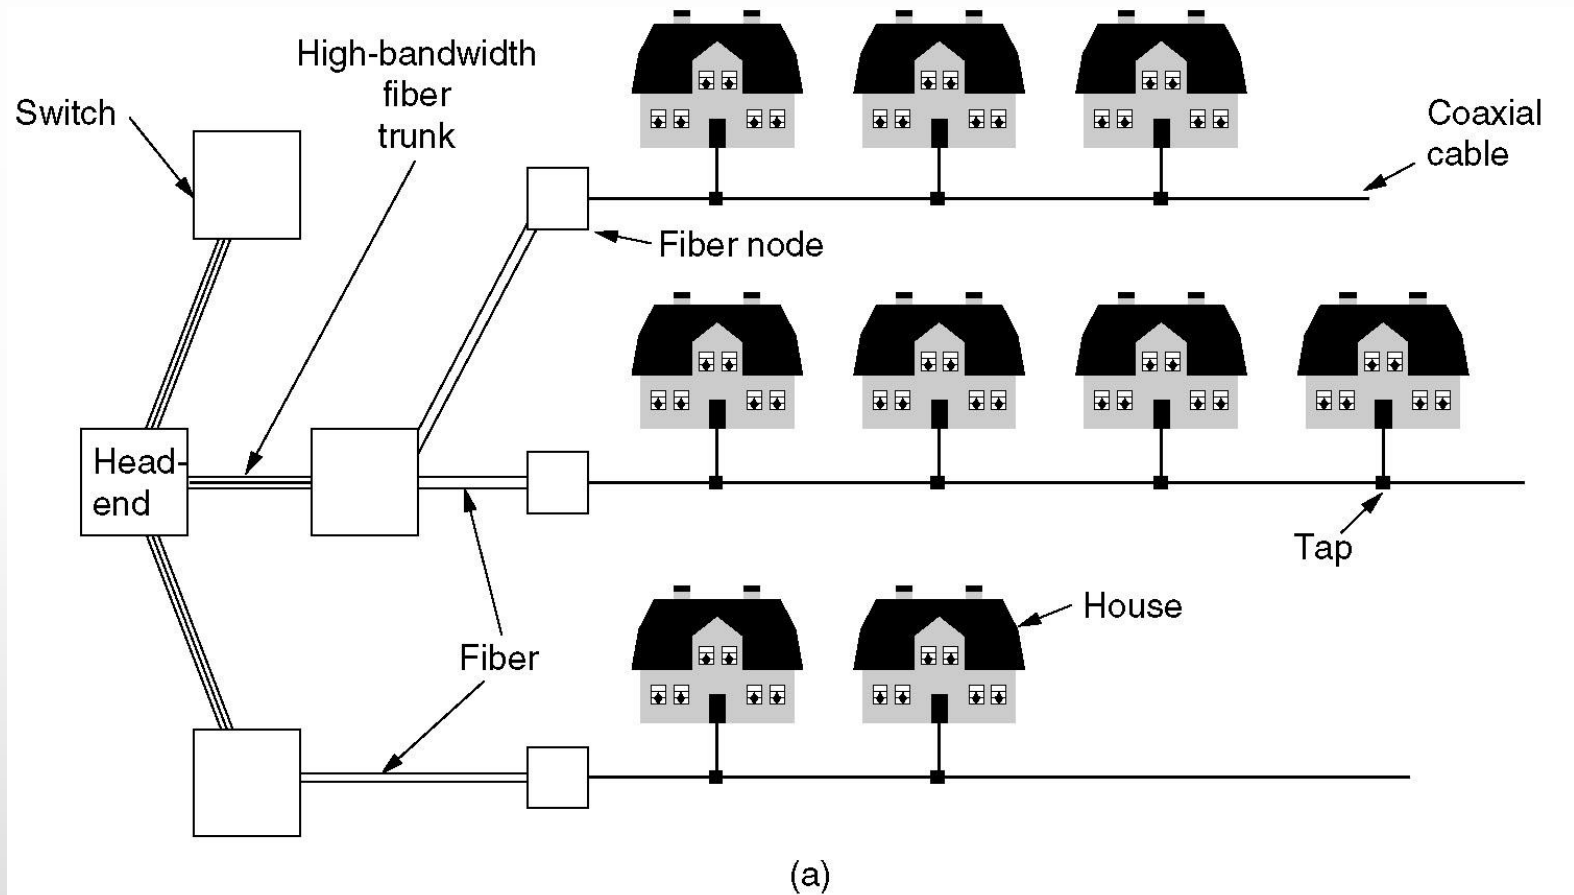 High-bandwidth
fiber
trunk
Switch
Coaxial
cable
Fiber node
Head-
end
Tap
House
Fiber
(a)